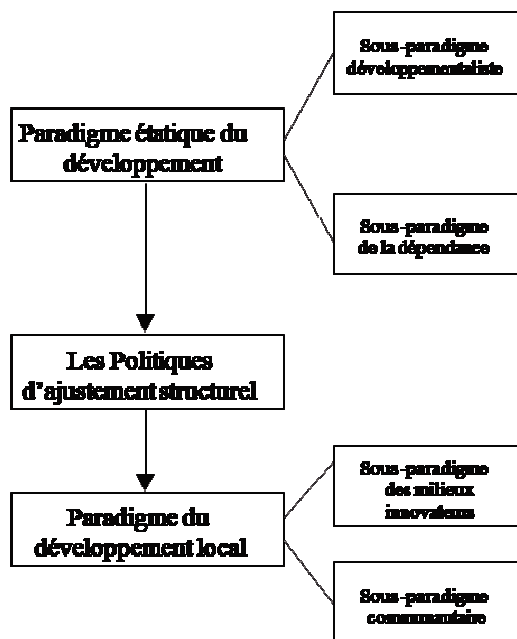 Sous-paradigme
développementaliste
Paradigme étatique du
développement
Sous-paradigme
de la dépendance
Les Politiques
d'ajustement structurel
Sous-paradigme
des milieux
innovateurs
Paradigme du
développement local
Sous-paradigme
communautaire